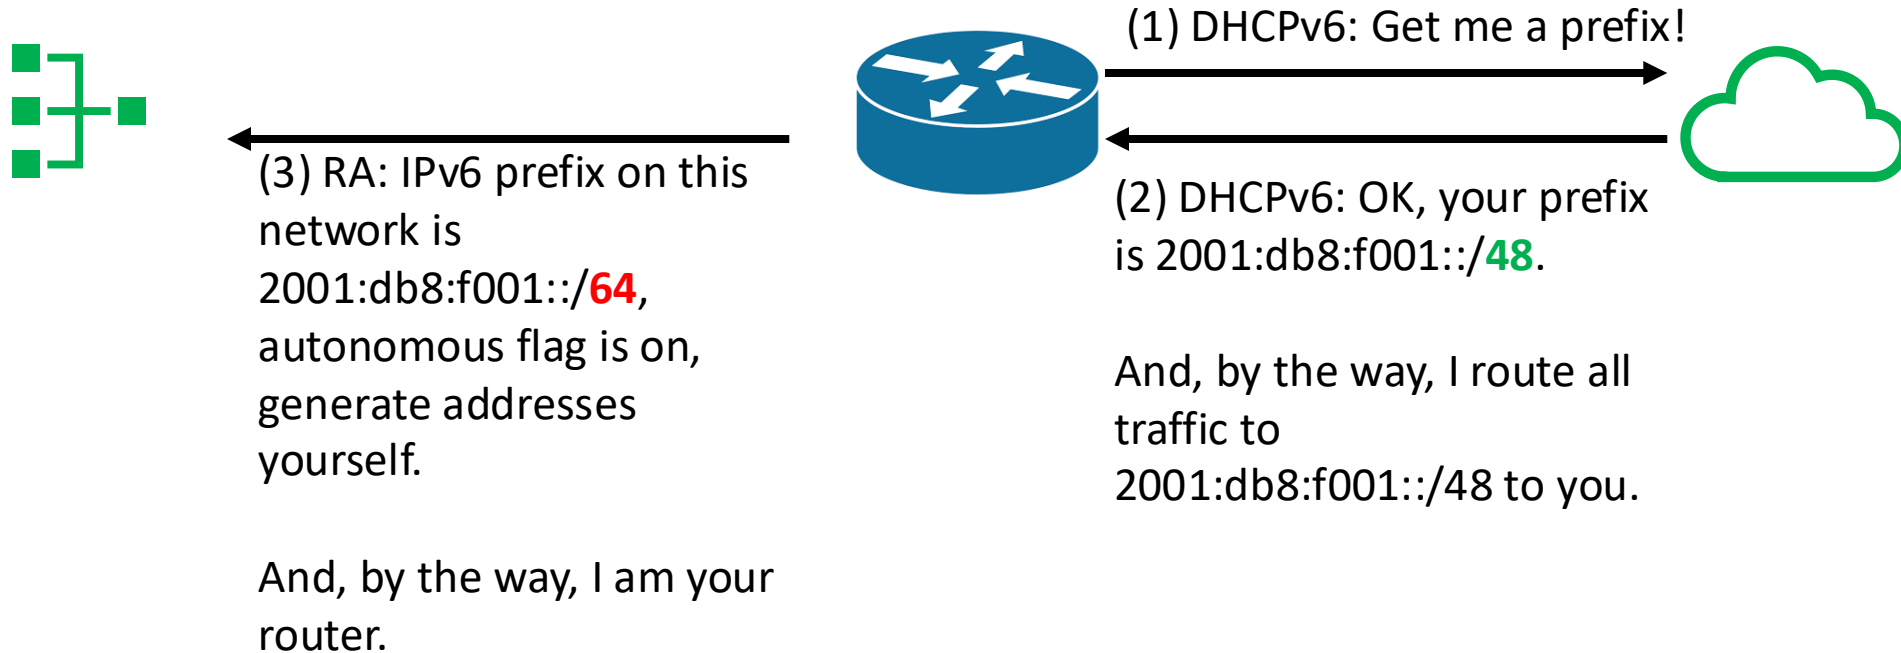 (1) DHCPv6: Get me a prefix!
(2) DHCPv6: OK, your prefix
is 2001:db8:f001::/48.
And, by the way, I route all
traffic to
2001:db8:f001::/48 to you.
(3) RA: IPv6 prefix on this
network is
2001:db8:f001::/64,
autonomous flag is on,
generate addresses
yourself.
And, by the way, I am your
router.